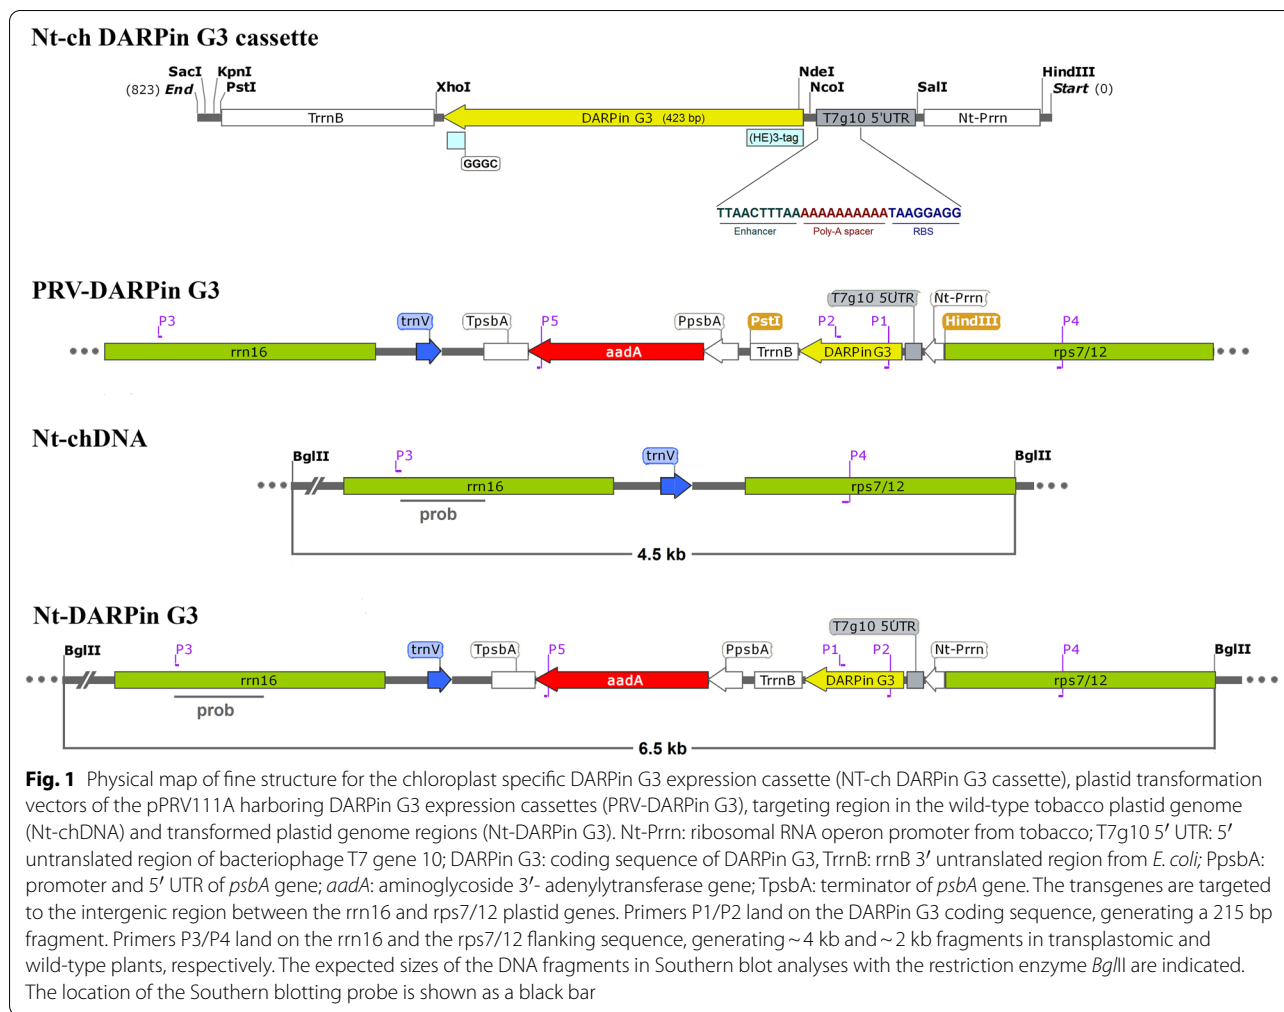 Nt-ch DARPin G3 cassette
SacI KpnI
(823) End PstI XhoI NdeI NcoI SalI HindIII
Start (0)
TrrnB DARPin G3 (423 bp) T7g10 5'UTR Nt-Prrn
(HE)3-tag
GGGC
TTAACTTTAAAAAAAAAAAATAAGGAGG
Enhancer Poly-A spacer RBS
PRV-DARPin G3
T7g10 5UTR Nt-Prrn
P3 trnV TpsbA P5 PpsbA PstI P2 P1 HindIII P4
rrn16 aadA TrrnB DARPin G3 rps7/12
Nt-chDNA
BglII P3 trnV P4 BglII
rrn16 rps7/12
prob
4.5 kb
Nt-DARPin G3
T7g10 5UTR
BglII P3 trnV TpsbA P5 PpsbA P1 P2 Nt-Prrn P4 BglII
rrn16 aadA TrrnB DARPin G3 rps7/12
prob
6.5 kb
Fig. 1 Physical map of fine structure for the chloroplast specific DARPin G3 expression cassette (NT-ch DARPin G3 cassette), plastid transformation
vectors of the pPRV111A harboring DARPin G3 expression cassettes (PRV-DARPin G3), targeting region in the wild-type tobacco plastid genome
(Nt-chDNA) and transformed plastid genome regions (Nt-DARPin G3). Nt-Prrn: ribosomal RNA operon promoter from tobacco; T7g10 5′ UTR: 5′
untranslated region of bacteriophage T7 gene 10; DARPin G3: coding sequence of DARPin G3, TrrnB: rrnB 3′ untranslated region from E. coli; PpsbA:
promoter and 5′ UTR of psbA gene; aadA: aminoglycoside 3′- adenylytransferase gene; TpsbA: terminator of psbA gene. The transgenes are targeted
to the intergenic region between the rrn16 and rps7/12 plastid genes. Primers P1/P2 land on the DARPin G3 coding sequence, generating a 215 bp
fragment. Primers P3/P4 land on the rrn16 and the rps7/12 flanking sequence, generating ~ 4 kb and ~ 2 kb fragments in transplastomic and
wild-type plants, respectively. The expected sizes of the DNA fragments in Southern blot analyses with the restriction enzyme BglII are indicated.
The location of the Southern blotting probe is shown as a black bar